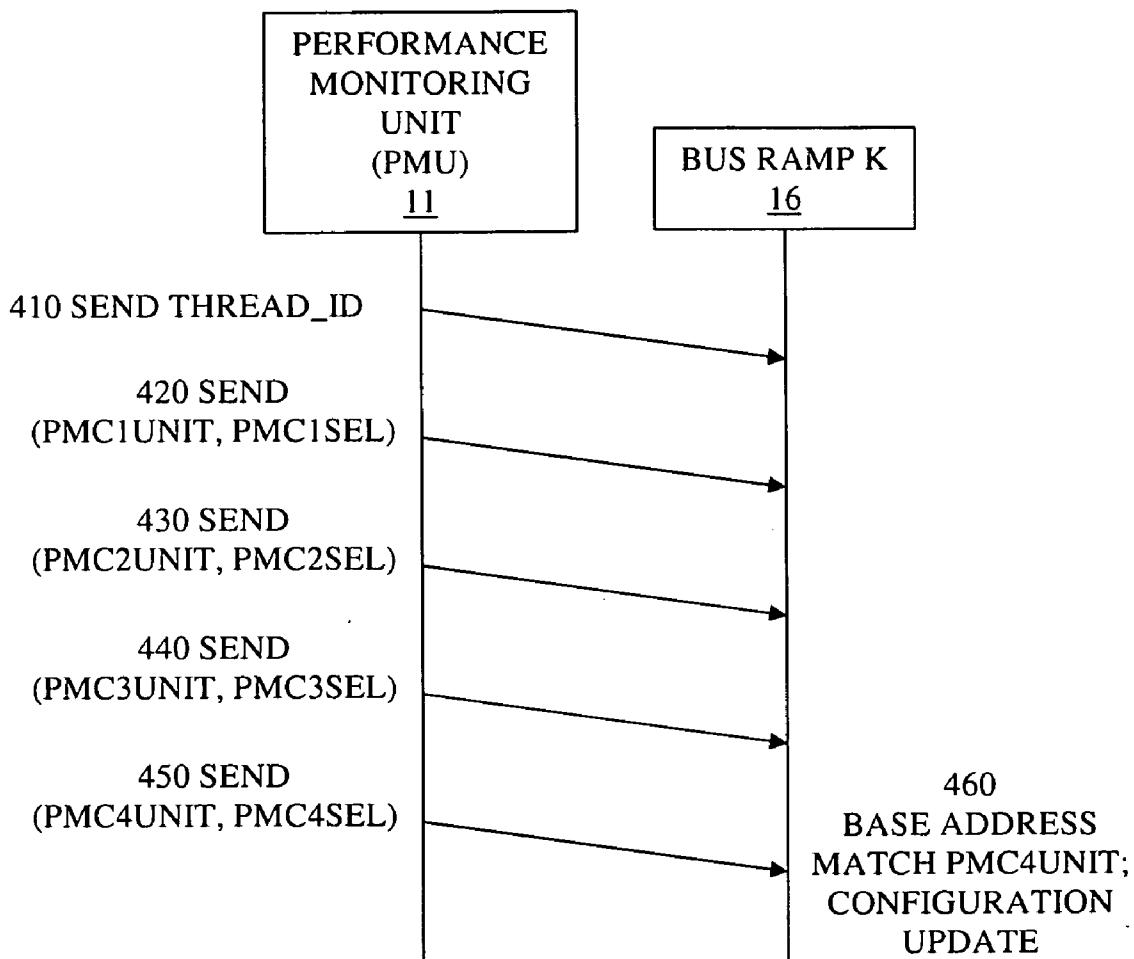 PERFORMANCE
MONITORING
UNIT
(PMU)
11
BUS RAMP K
16
410 SEND THREAD_ID
420 SEND
(PMC1UNIT, PMC1SEL)
430 SEND
(PMC2UNIT, PMC2SEL)
440 SEND
(PMC3UNIT, PMC3SEL)
450 SEND
(PMC4UNIT, PMC4SEL)
460
BASE ADDRESS
MATCH PMC4UNIT;
CONFIGURATION
UPDATE